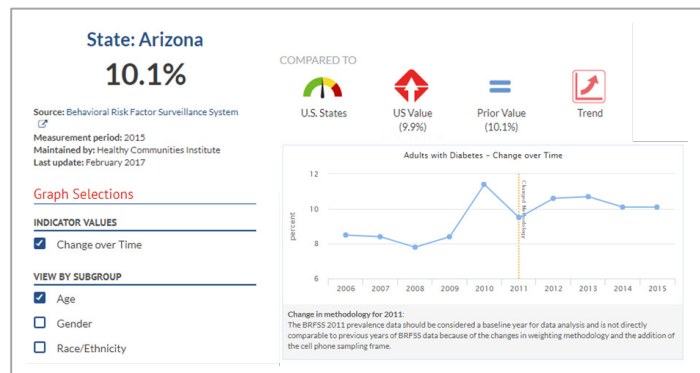 State: Arizona
10.1%
Source: Behavioral Risk Factor Surveillance System
Measurement period: 2015
Maintained by: Healthy Communities Institute
Last update: February 2017
Graph Selections
INDICATOR VALUES
Change over Time
VIEW BY SUBGROUP
Age
Gender
Race/Ethnicity
COMPARED TO
U.S. States
US Value
(9.9%)
Prior Value
(10.1%)
Trend
Adults with Diabetes – Change over Time
percent
12
10
8
6
Changed Methodology
2006 2007 2008 2009 2010 2011 2012 2013 2014 2015
Change in methodology for 2011:
The BRFSS 2011 prevalence data should be considered a baseline year for data analysis and is not directly
comparable to previous years of BRFSS data because of the changes in weighting methodology and the addition of
the cell phone sampling frame.